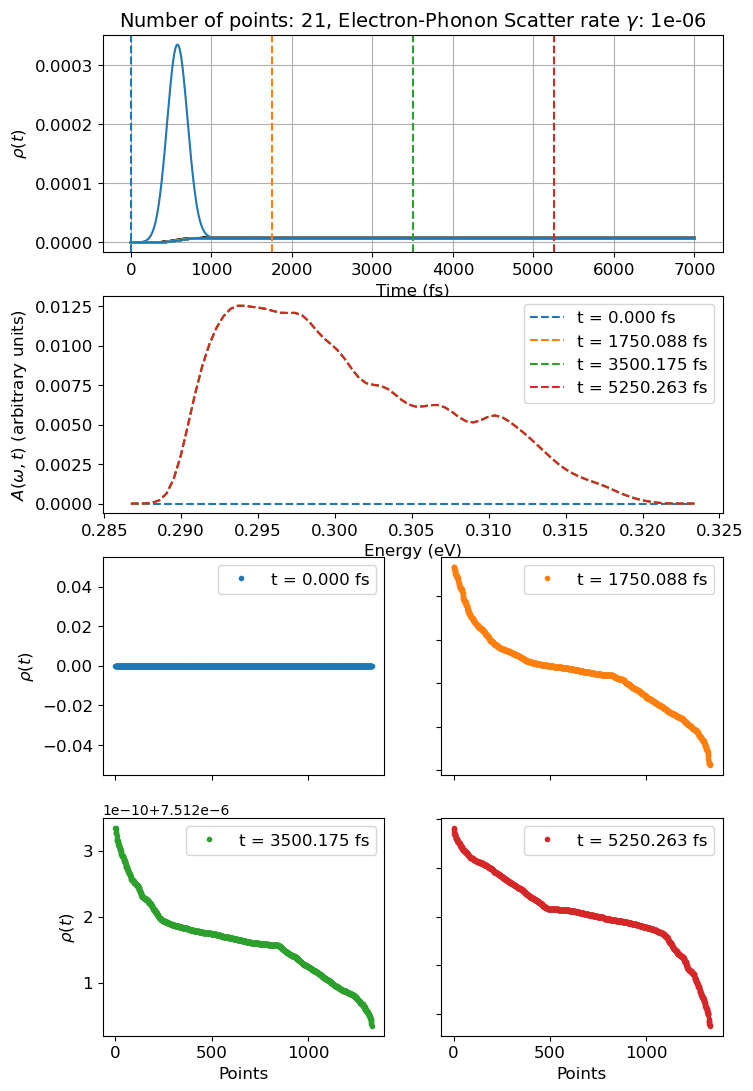 Number of points: 21, Electron-Phonon Scatter rate γ: 1e-06
0.0003
0.0002
0.0001
0.0000
ρ(t)
0 1000 2000 3000 4000 5000 6000 7000
Time (fs)
0.0125
0.0100
0.0075
0.0050
0.0025
0.0000
A(ω, t) (arbitrary units)
t = 0.000 fs
t = 1750.088 fs
t = 3500.175 fs
t = 5250.263 fs
0.285 0.290 0.295 0.300 0.305 0.310 0.315 0.320 0.325
Energy (eV)
0.04
0.02
0.00
−0.02
−0.04
ρ(t)
t = 0.000 fs
t = 1750.088 fs
1e−10+7.512e−6
3
2
1
ρ(t)
t = 3500.175 fs
t = 5250.263 fs
0 500 1000
0 500 1000
Points
Points